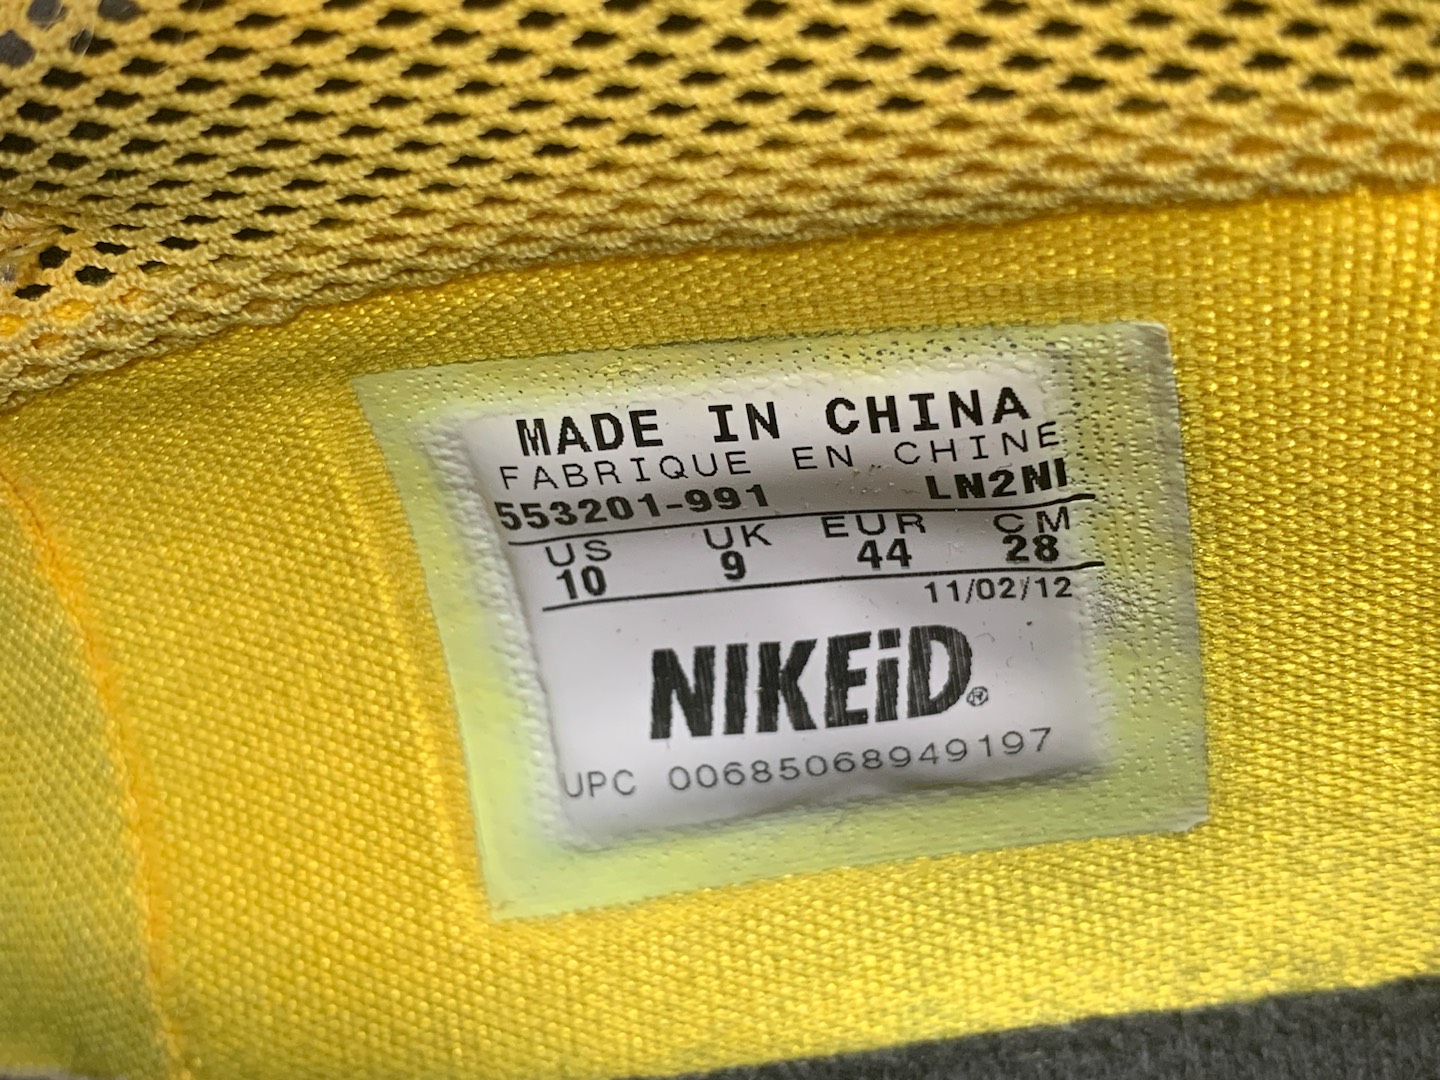 MADE IN CHINA
FABRIQUE EN CHINE
553201-991 LN2NI
US UK EUR CM
10 9 44 28
11/02/12
NIKEiD®
UPC 00685068949197